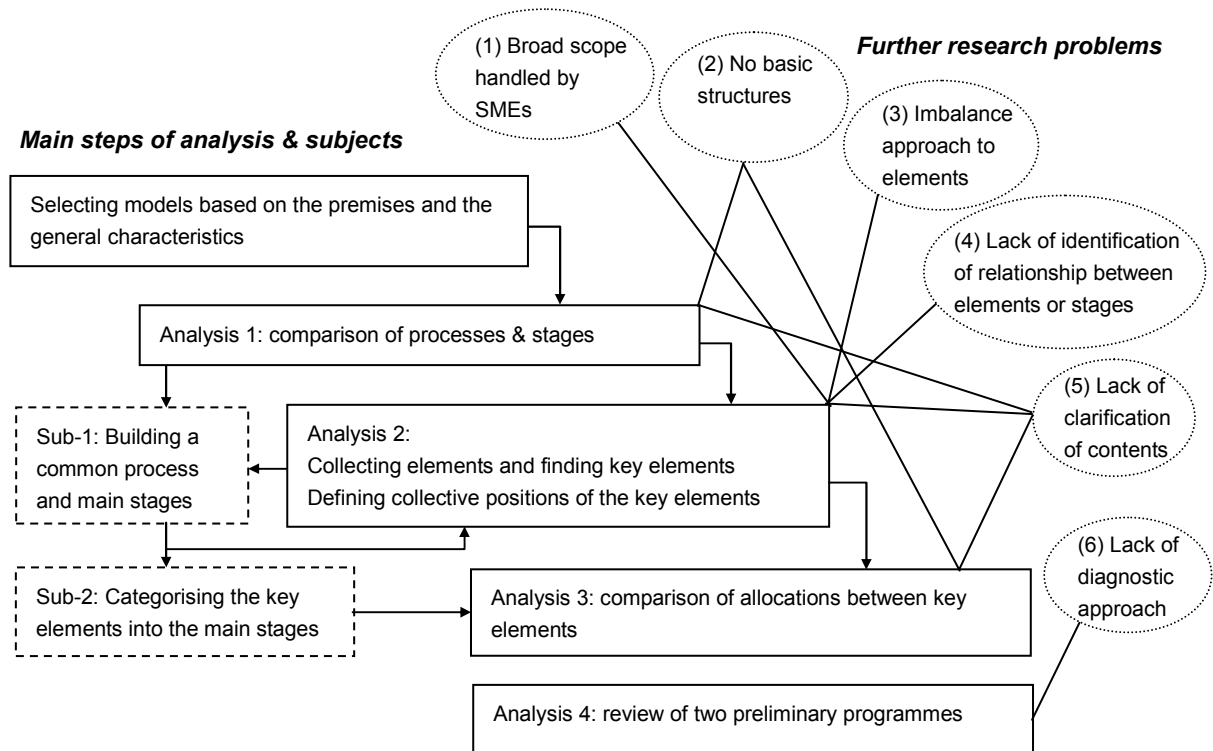 (1) Broad scope
handled by
SMEs
(2) No basic
structures
Further research problems
(3) Imbalance
approach to
elements
Main steps of analysis & subjects
Selecting models based on the premises and the
general characteristics
(4) Lack of identification
of relationship between
elements or stages
Analysis 1: comparison of processes & stages
(5) Lack of
clarification
of contents
Sub-1: Building a
common process
and main stages
Analysis 2:
Collecting elements and finding key elements
Defining collective positions of the key elements
(6) Lack of
diagnostic
approach
Sub-2: Categorising the key
elements into the main stages
Analysis 3: comparison of allocations between key
elements
Analysis 4: review of two preliminary programmes